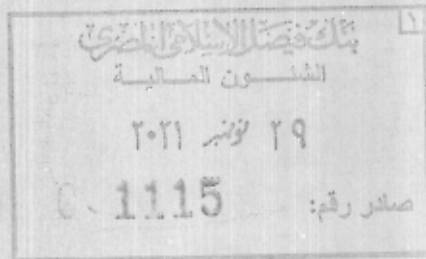 ١
بنك فيصل الإسلامي المصري
الشئون المالية
٢٩ نوفمبر ٢٠٢١
صادر رقم: 1115